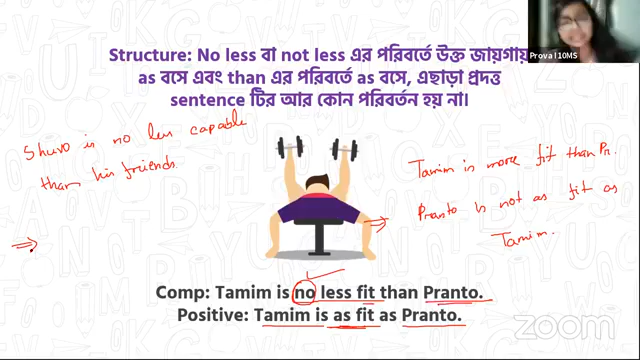 Prova | 10MS
Structure: No less বা not less এর পরিবর্তে উক্ত জায়গায়
as বসে এবং than এর পরিবর্তে as বসে, এছাড়া প্রদত্ত
sentence টির আর কোন পরিবর্তন হয় না।
Shuvo is no less capable
than his friends.
Tamim is more fit than Pr.
Pranto is not as fit as
Tamim.
Comp: Tamim is no less fit than Pranto.
Positive: Tamim is as fit as Pranto.
zoom